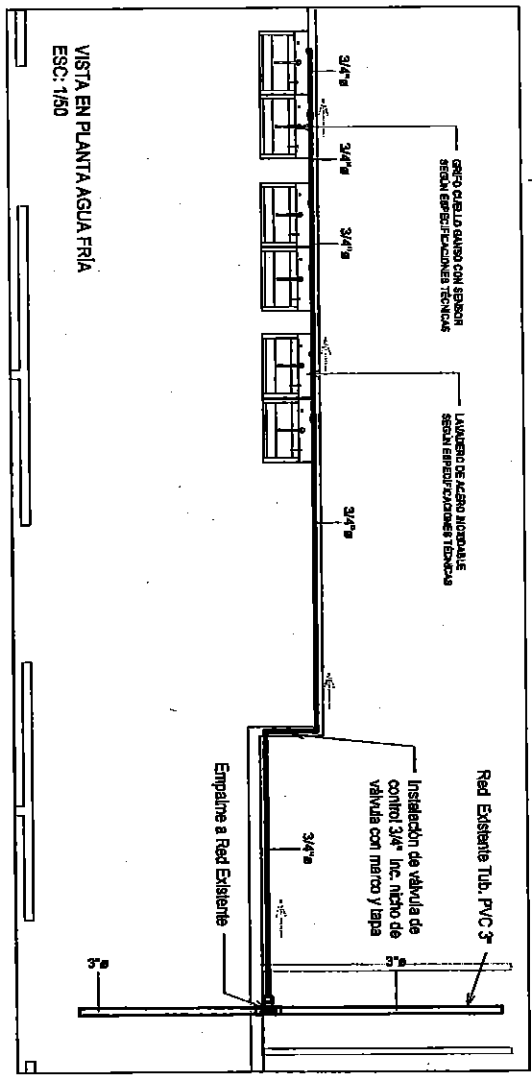 GRIFO CUELLO GANSO CON SENSOR
SEGÚN ESPECIFICACIONES TÉCNICAS
LAVADERO DE ACERO INOXIDABLE
SEGÚN ESPECIFICACIONES TÉCNICAS
Red Existente Tub. PVC 3"
3/4"ø
3/4"ø
3/4"ø
3/4"ø
Instalación de válvula de
control 3/4" Inc. nicho de
válvula con marco y tapa
3"ø
3/4"ø
Empalme a Red Existente
3"ø
VISTA EN PLANTA AGUA FRÍA
ESC: 1/50